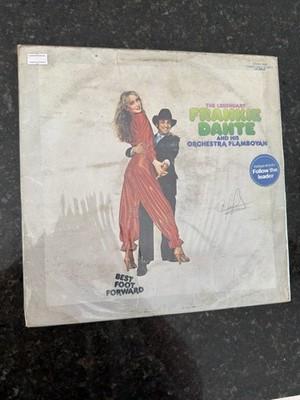 THE LEGENDARY
FRANKIE
DANTE
AND HIS
ORCHESTRA FLAMBOYAN
Follow the
leader
BEST
FOOT
FORWARD